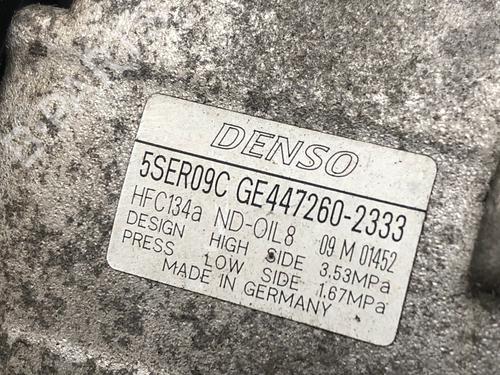 DENSO
5SER09C GE447260-2333
HFC134a ND-OIL8 09 M 01452
DESIGN HIGH SIDE 3.53MPa
PRESS LOW SIDE 1.67MPa
MADE IN GERMANY